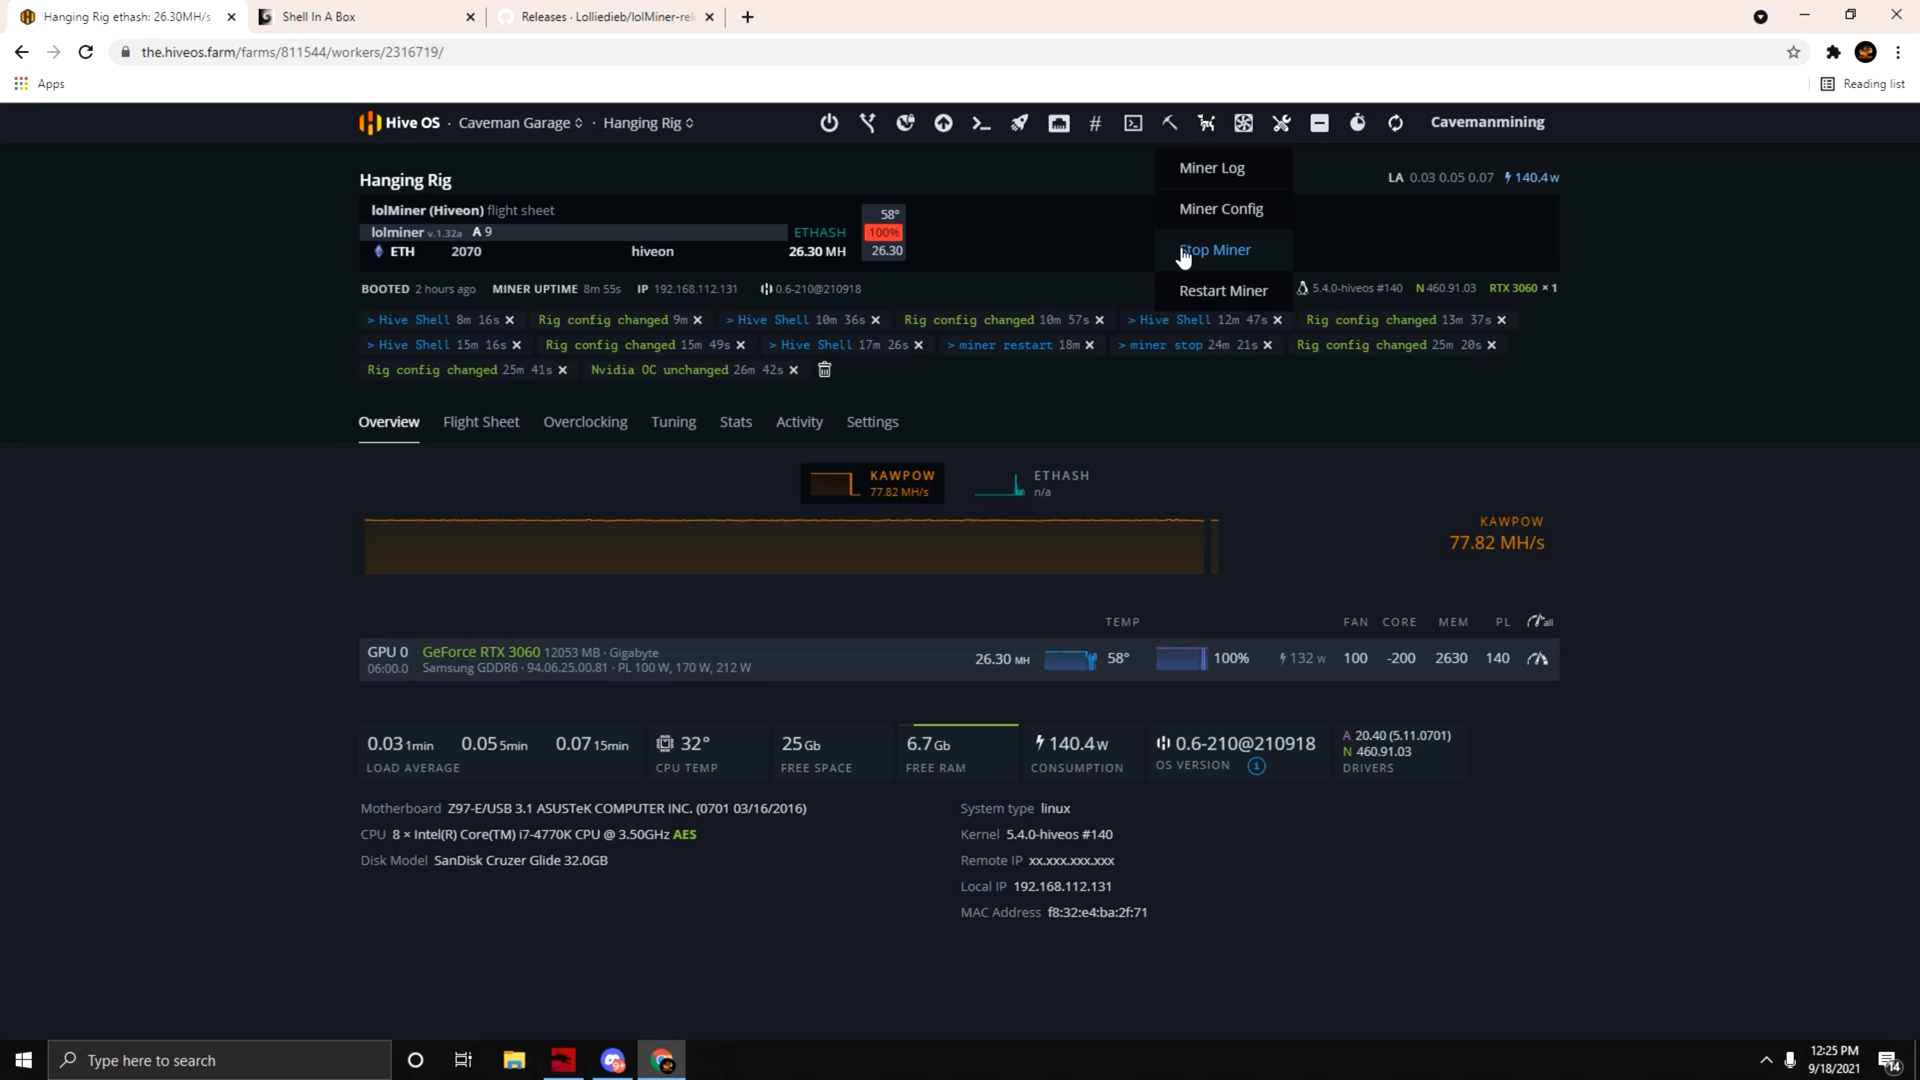 Hanging Rig ethash: 26.30MH/s
Shell In A Box
Releases · Lolliedieb/lolMiner-rel
the.hiveos.farm/farms/811544/workers/2316719/
Apps
Reading list
Hive OS · Caveman Garage · Hanging Rig
Cavemanmining
Miner Log
Miner Config
Stop Miner
Restart Miner
Hanging Rig
LA 0.03 0.05 0.07 140.4w
lolMiner (Hiveon) flight sheet
58°
lolminer v.1.32a A 9 ETHASH
100%
ETH 2070 hiveon 26.30 MH
26.30
BOOTED 2 hours ago MINER UPTIME 8m 55s IP 192.168.112.131 0.6-210@210918
5.4.0-hiveos #140 N 460.91.03 RTX 3060 × 1
> Hive Shell 8m 16s Rig config changed 9m > Hive Shell 10m 36s Rig config changed 10m 57s > Hive Shell 12m 47s Rig config changed 13m 37s
> Hive Shell 15m 16s Rig config changed 15m 49s > Hive Shell 17m 26s > miner restart 18m > miner stop 24m 21s Rig config changed 25m 20s
Rig config changed 25m 41s Nvidia OC unchanged 26m 42s
Overview Flight Sheet Overclocking Tuning Stats Activity Settings
KAWPOW
77.82 MH/s
ETHASH
n/a
KAWPOW
77.82 MH/s
TEMP FAN CORE MEM PL all
GPU 0 GeForce RTX 3060 12053 MB · Gigabyte
06:00.0 Samsung GDDR6 · 94.06.25.00.81 · PL 100 W, 170 W, 212 W
26.30 MH 58° 100% 132 w 100 -200 2630 140
0.03 1min 0.05 5min 0.07 15min
LOAD AVERAGE
32°
CPU TEMP
25 Gb
FREE SPACE
6.7 Gb
FREE RAM
140.4 w
CONSUMPTION
0.6-210@210918
OS VERSION
A 20.40 (5.11.0701)
N 460.91.03
DRIVERS
Motherboard Z97-E/USB 3.1 ASUSTeK COMPUTER INC. (0701 03/16/2016)
CPU 8 × Intel(R) Core(TM) i7-4770K CPU @ 3.50GHz AES
Disk Model SanDisk Cruzer Glide 32.0GB
System type linux
Kernel 5.4.0-hiveos #140
Remote IP xx.xxx.xxx.xxx
Local IP 192.168.112.131
MAC Address f8:32:e4:ba:2f:71
Type here to search
9+
12:25 PM
9/18/2021
14